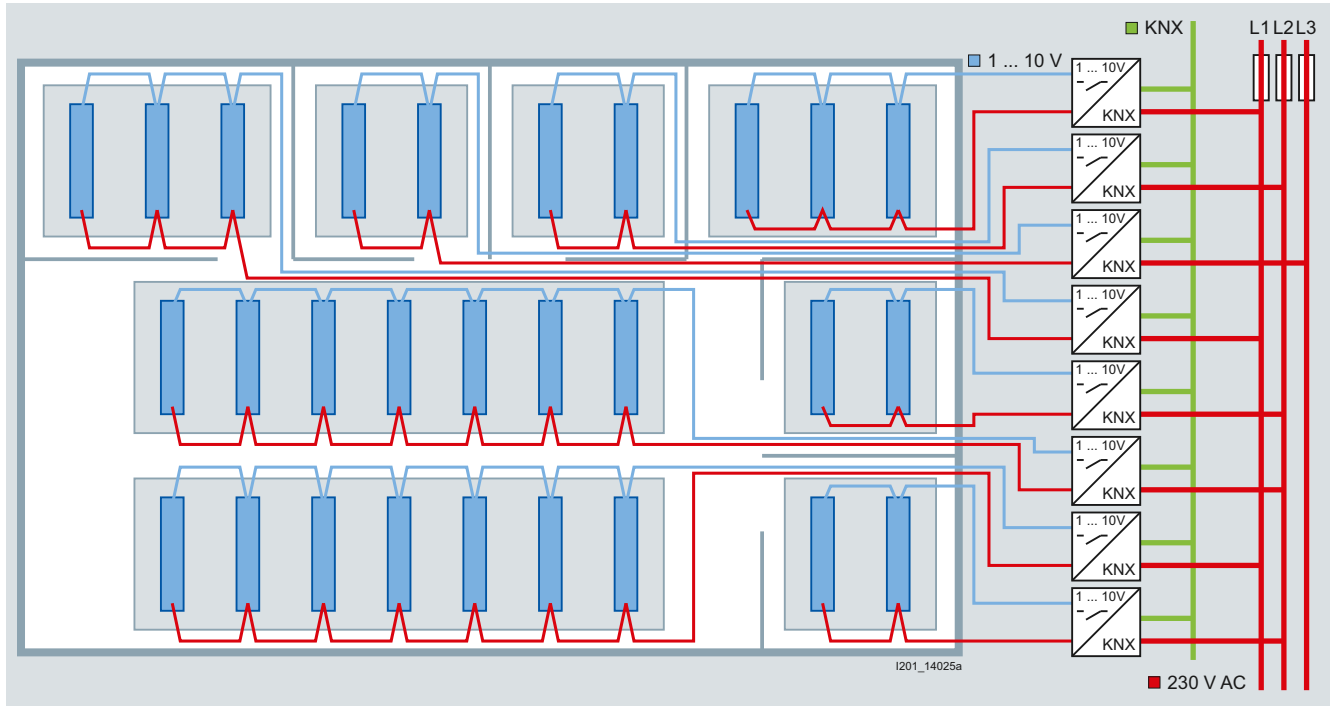 KNX
L1 L2 L3
1 ... 10 V
1 ... 10V
KNX
1 ... 10V
KNX
1 ... 10V
KNX
1 ... 10V
KNX
1 ... 10V
KNX
1 ... 10V
KNX
1 ... 10V
KNX
1 ... 10V
KNX
I201_14025a
230 V AC